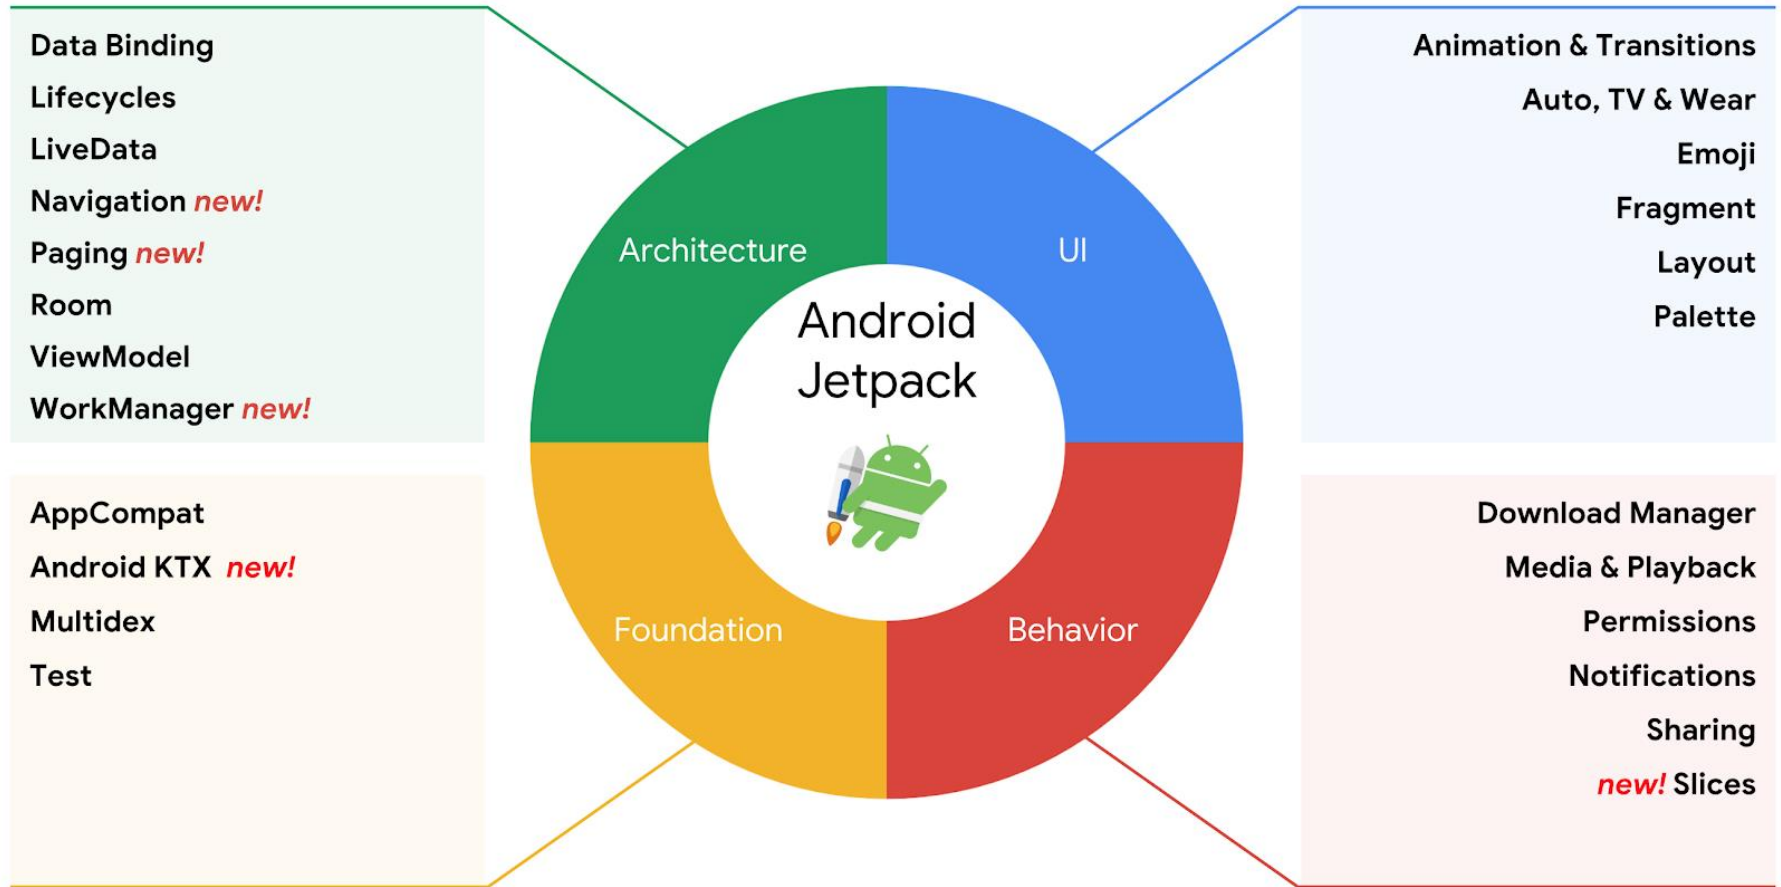 Data Binding
Lifecycles
LiveData
Navigation new!
Paging new!
Room
ViewModel
WorkManager new!
Animation & Transitions
Auto, TV & Wear
Emoji
Fragment
Layout
Palette
Architecture
UI
Android
Jetpack
Foundation
Behavior
AppCompat
Android KTX new!
Multidex
Test
Download Manager
Media & Playback
Permissions
Notifications
Sharing
new! Slices